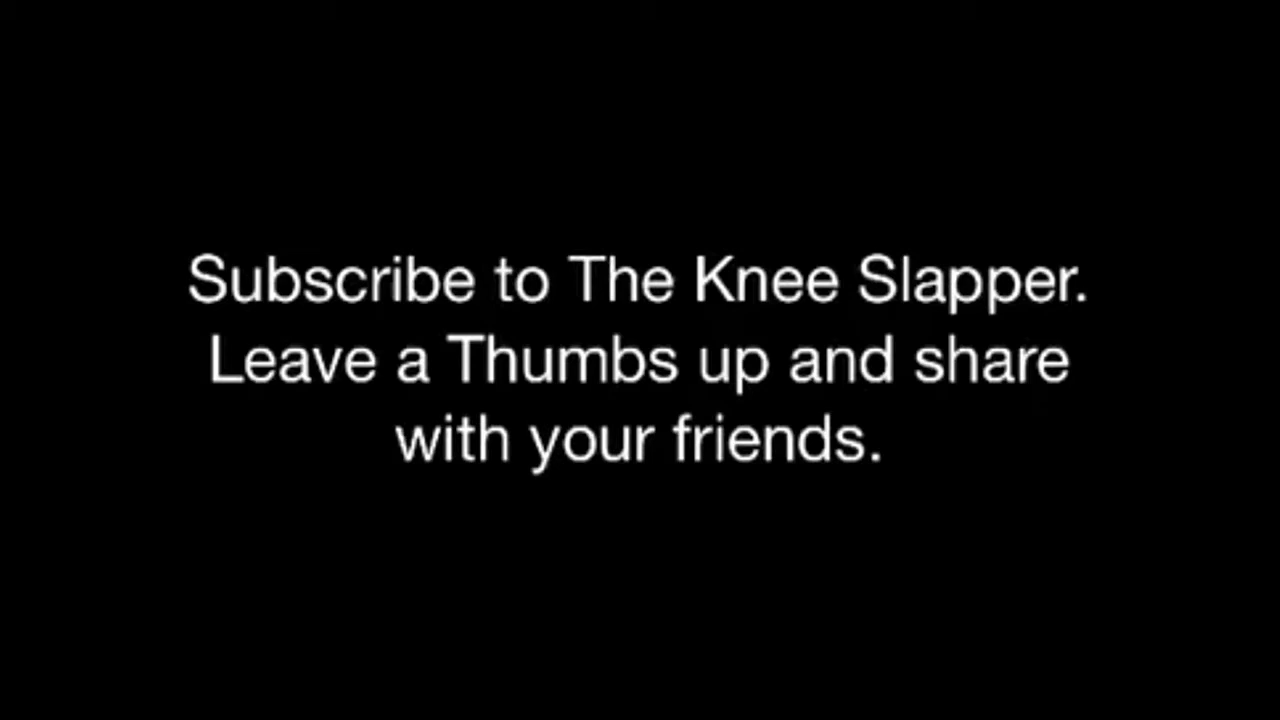 Subscribe to The Knee Slapper.
Leave a Thumbs up and share
with your friends.